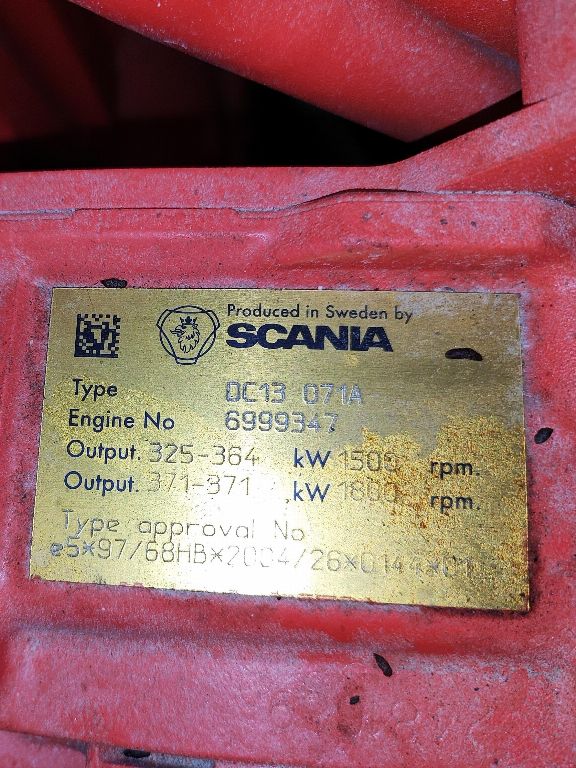 Produced in Sweden by
SCANIA
Type DC13 071A
Engine No 6999347
Output. 325-364 kW 1500 rpm.
Output. 371-371 kW 1800 rpm.
Type approval No
e5*97/68HB*2004/26*0144*01